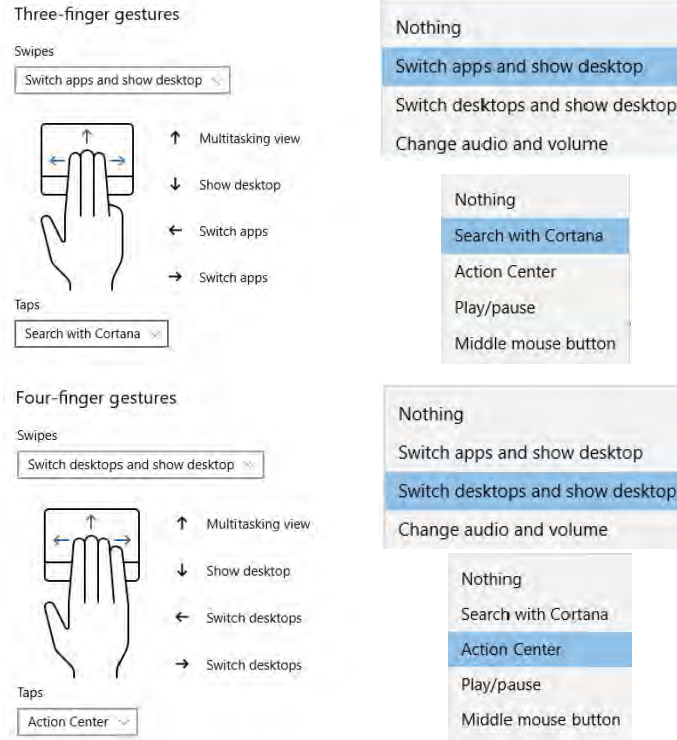 Three-finger gestures
Swipes
Switch apps and show desktop
↑ Multitasking view
↓ Show desktop
← Switch apps
→ Switch apps
Taps
Search with Cortana
Nothing
Switch apps and show desktop
Switch desktops and show desktop
Change audio and volume
Nothing
Search with Cortana
Action Center
Play/pause
Middle mouse button
Four-finger gestures
Swipes
Switch desktops and show desktop
↑ Multitasking view
↓ Show desktop
← Switch desktops
→ Switch desktops
Taps
Action Center
Nothing
Switch apps and show desktop
Switch desktops and show desktop
Change audio and volume
Nothing
Search with Cortana
Action Center
Play/pause
Middle mouse button